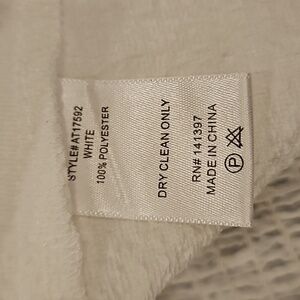 STYLE#AT17592
WHITE
100% POLYESTER
DRY CLEAN ONLY
RN# 141397
MADE IN CHINA
P